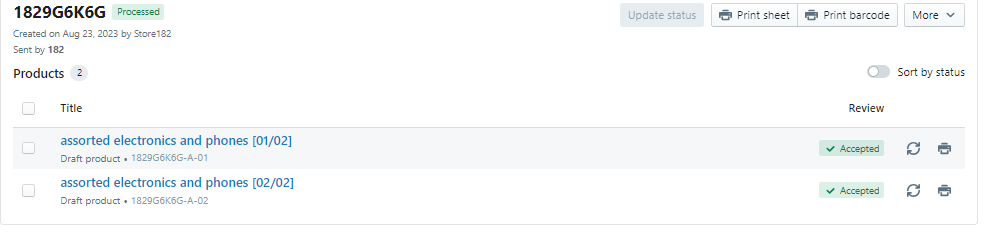 1829G6K6G Processed Update status Print sheet Print barcode More
Created on Aug 23, 2023 by Store182
Sent by 182
Products 2 Sort by status
Title Review
assorted electronics and phones [01/02]
Draft product • 1829G6K6G-A-01 Accepted
assorted electronics and phones [02/02]
Draft product • 1829G6K6G-A-02 Accepted